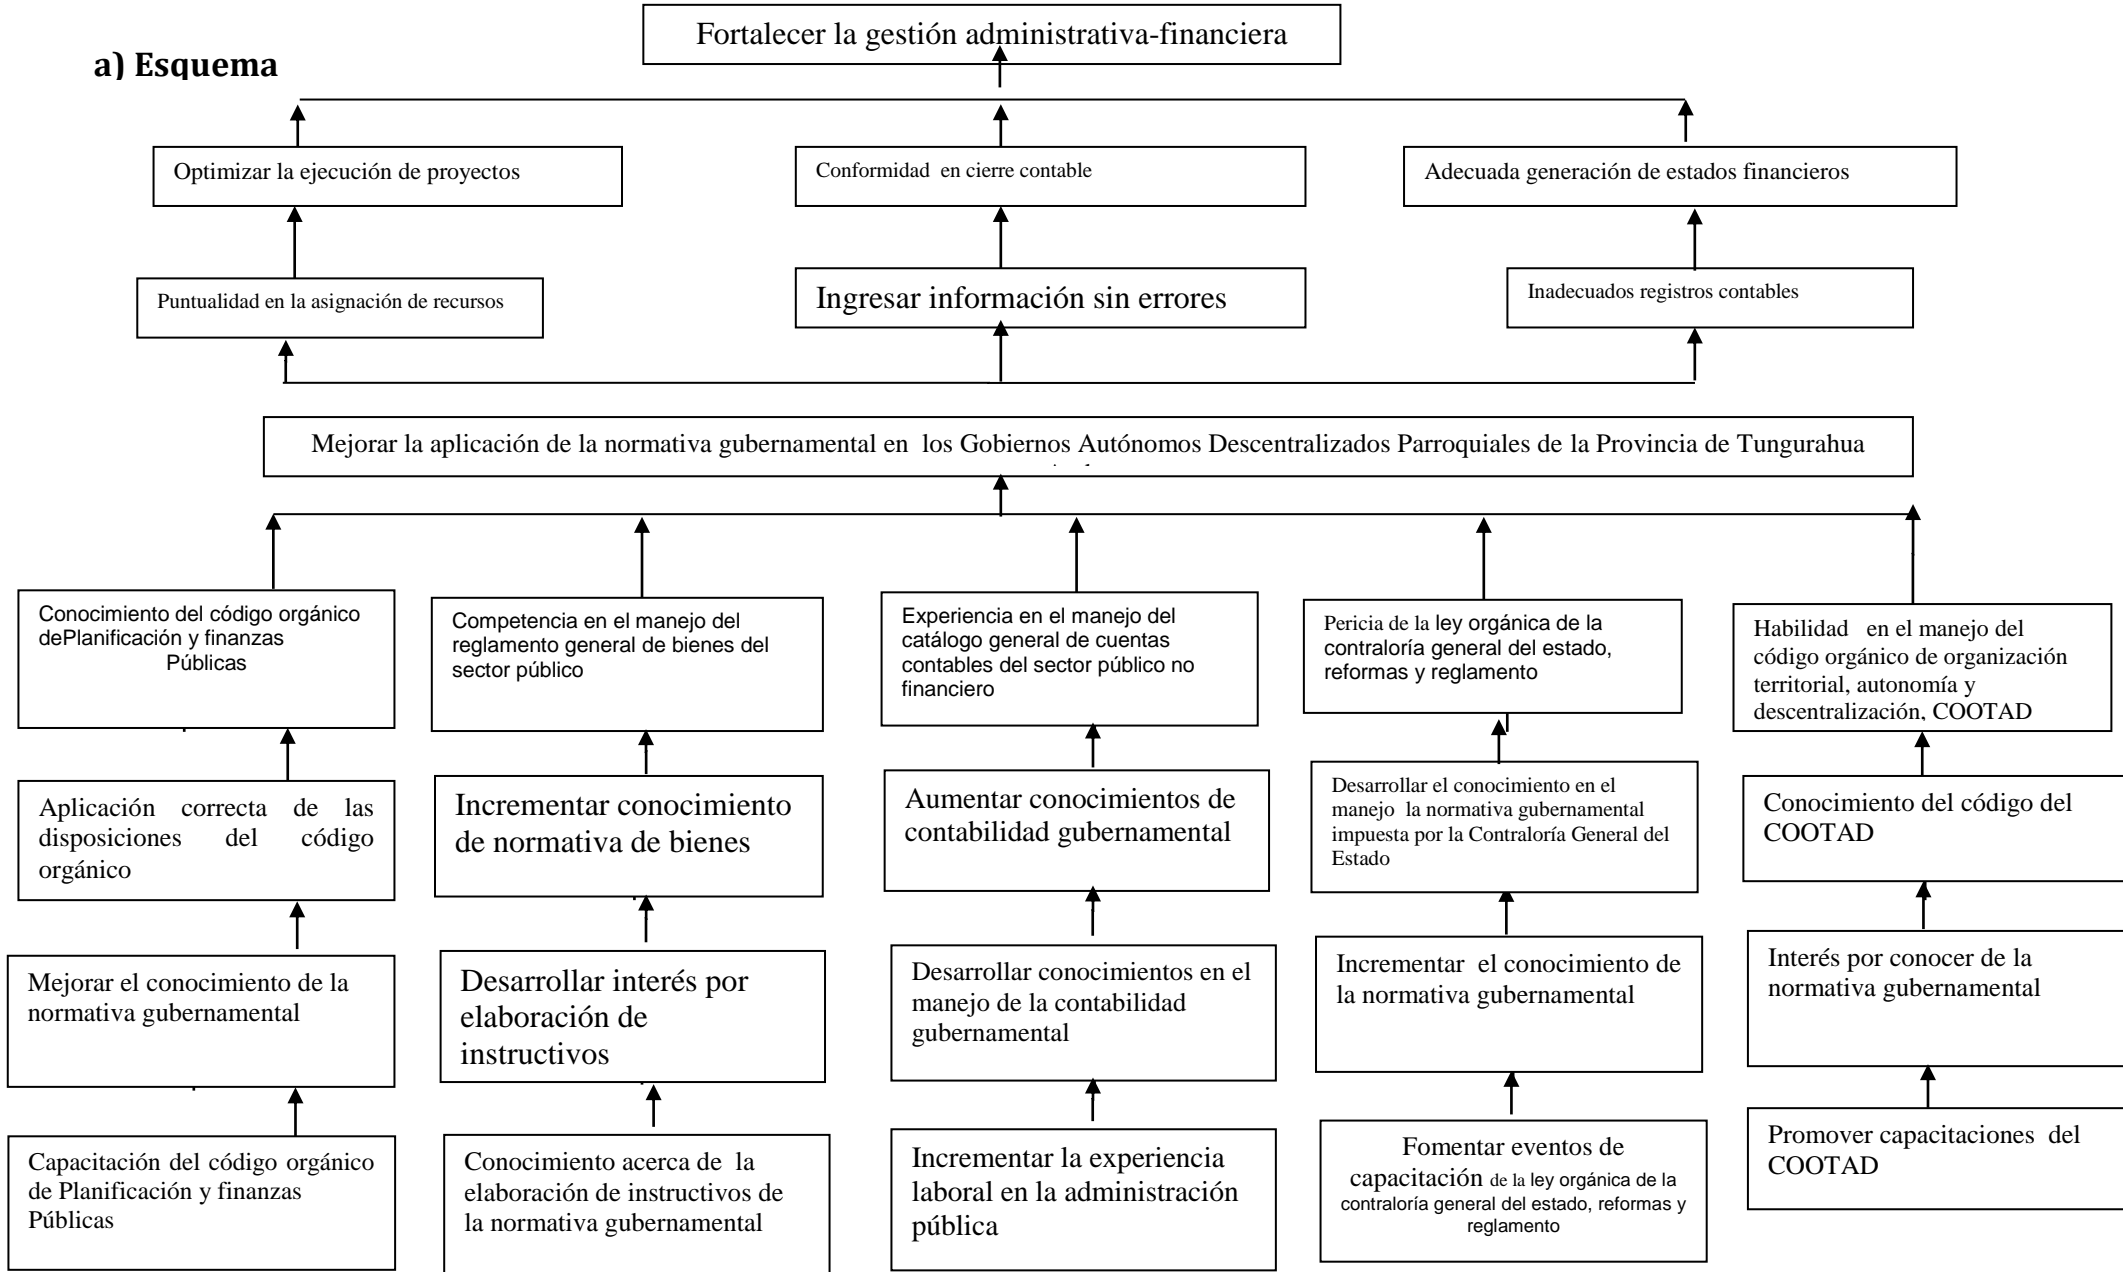 Fortalecer la gestión administrativa-financiera
a) Esquema
Optimizar la ejecución de proyectos
Conformidad en cierre contable
Adecuada generación de estados financieros
Puntualidad en la asignación de recursos
Ingresar información sin errores
Inadecuados registros contables
Mejorar la aplicación de la normativa gubernamental en los Gobiernos Autónomos Descentralizados Parroquiales de la Provincia de Tungurahua
Conocimiento del código orgánico
dePlanificación y finanzas
Públicas
Competencia en el manejo del
reglamento general de bienes del
sector público
Experiencia en el manejo del
catálogo general de cuentas
contables del sector público no
financiero
Pericia de la ley orgánica de la
contraloría general del estado,
reformas y reglamento
Habilidad en el manejo del
código orgánico de organización
territorial, autonomía y
descentralización, COOTAD
Aplicación correcta de las
disposiciones del código
orgánico
Incrementar conocimiento
de normativa de bienes
Aumentar conocimientos de
contabilidad gubernamental
Desarrollar el conocimiento en el
manejo la normativa gubernamental
impuesta por la Contraloría General del
Estado
Conocimiento del código del
COOTAD
Mejorar el conocimiento de la
normativa gubernamental
Desarrollar interés por
elaboración de
instructivos
Desarrollar conocimientos en el
manejo de la contabilidad
gubernamental
Incrementar el conocimiento de
la normativa gubernamental
Interés por conocer de la
normativa gubernamental
Capacitación del código orgánico
de Planificación y finanzas
Públicas
Conocimiento acerca de la
elaboración de instructivos de
la normativa gubernamental
Incrementar la experiencia
laboral en la administración
pública
Fomentar eventos de
capacitación de la ley orgánica de la
contraloría general del estado, reformas y
reglamento
Promover capacitaciones del
COOTAD